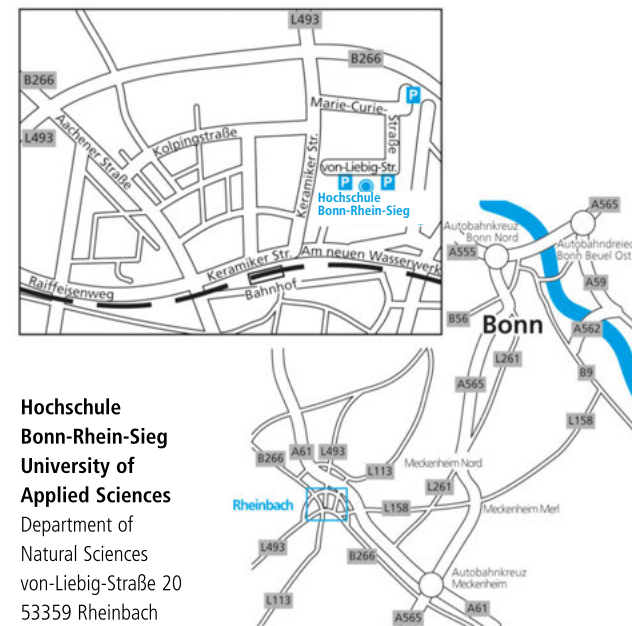 L493
B266
B266
L493
P
Marie-Curie-
Straße
Aachener Straße
Kolpingstraße
Keramiker Str.
von-Liebig-Str.
P
P
Hochschule
Bonn-Rhein-Sieg
Keramiker Str.
Am neuen Wasserwerk
Raiffeisenweg
Bahnhof
A565
Autobahnkreuz
Bonn Nord
Autobahndreiec
Bonn Beuel Ost
A555
A59
B56
Bonn
A562
L261
B9
A565
L158
B266
A61
L493
L113
Meckenheim Nord
L261
Rheinbach
L158
Meckenheim Merl
L493
B266
Autobahnkreuz
Meckenheim
L113
A565
A61
Hochschule
Bonn-Rhein-Sieg
University of
Applied Sciences
Department of
Natural Sciences
von-Liebig-Straße 20
53359 Rheinbach